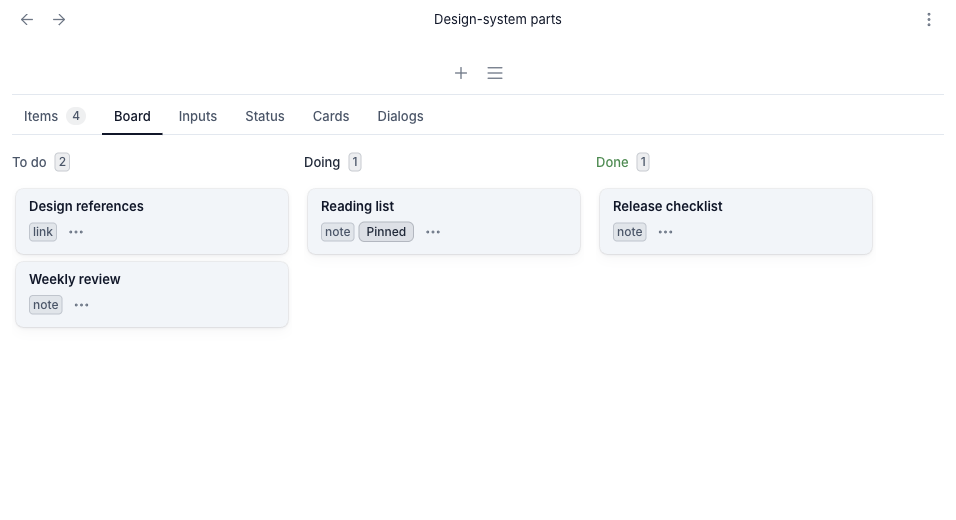 Design-system parts
Items 4 Board Inputs Status Cards Dialogs
To do 2
Design references
link
Weekly review
note
Doing 1
Reading list
note Pinned
Done 1
Release checklist
note